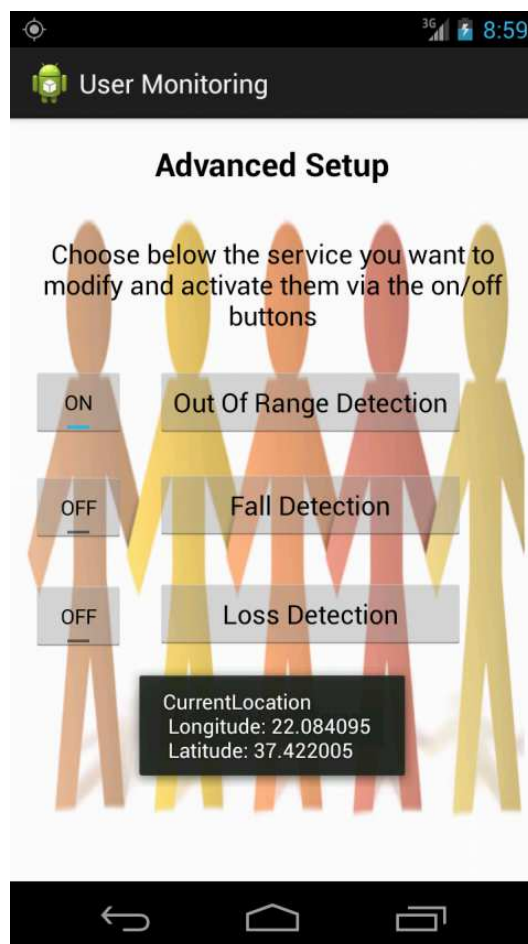 3G 8:59
User Monitoring
Advanced Setup
Choose below the service you want to
modify and activate them via the on/off
buttons
ON Out Of Range Detection
OFF Fall Detection
OFF Loss Detection
CurrentLocation
Longitude: 22.084095
Latitude: 37.422005